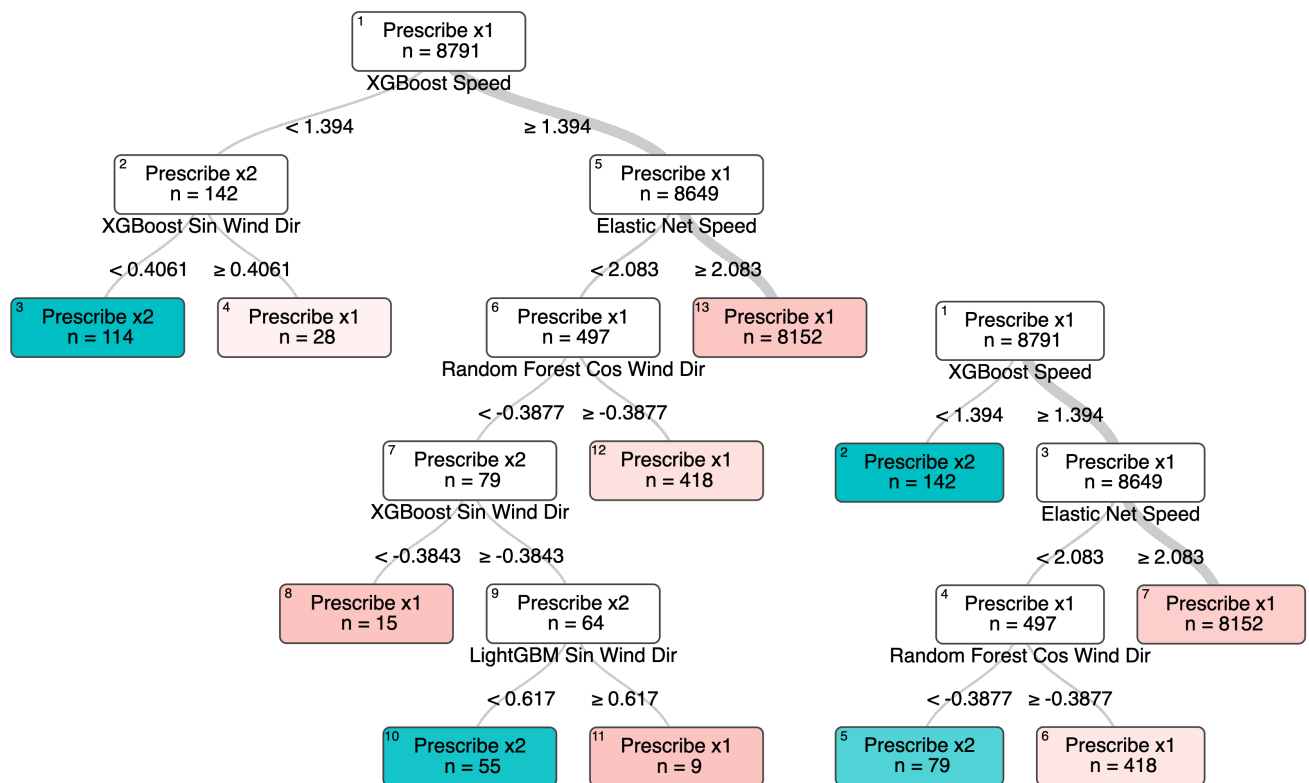 1
Prescribe x1
n = 8791
XGBoost Speed
< 1.394
≥ 1.394
2
Prescribe x2
n = 142
XGBoost Sin Wind Dir
< 0.4061
≥ 0.4061
3
Prescribe x2
n = 114
4
Prescribe x1
n = 28
5
Prescribe x1
n = 8649
Elastic Net Speed
< 2.083
≥ 2.083
6
Prescribe x1
n = 497
Random Forest Cos Wind Dir
13
Prescribe x1
n = 8152
< -0.3877
≥ -0.3877
7
Prescribe x2
n = 79
XGBoost Sin Wind Dir
12
Prescribe x1
n = 418
< -0.3843
≥ -0.3843
8
Prescribe x1
n = 15
9
Prescribe x2
n = 64
LightGBM Sin Wind Dir
< 0.617
≥ 0.617
10
Prescribe x2
n = 55
11
Prescribe x1
n = 9
1
Prescribe x1
n = 8791
XGBoost Speed
< 1.394
≥ 1.394
2
Prescribe x2
n = 142
3
Prescribe x1
n = 8649
Elastic Net Speed
< 2.083
≥ 2.083
4
Prescribe x1
n = 497
Random Forest Cos Wind Dir
7
Prescribe x1
n = 8152
< -0.3877
≥ -0.3877
5
Prescribe x2
n = 79
6
Prescribe x1
n = 418